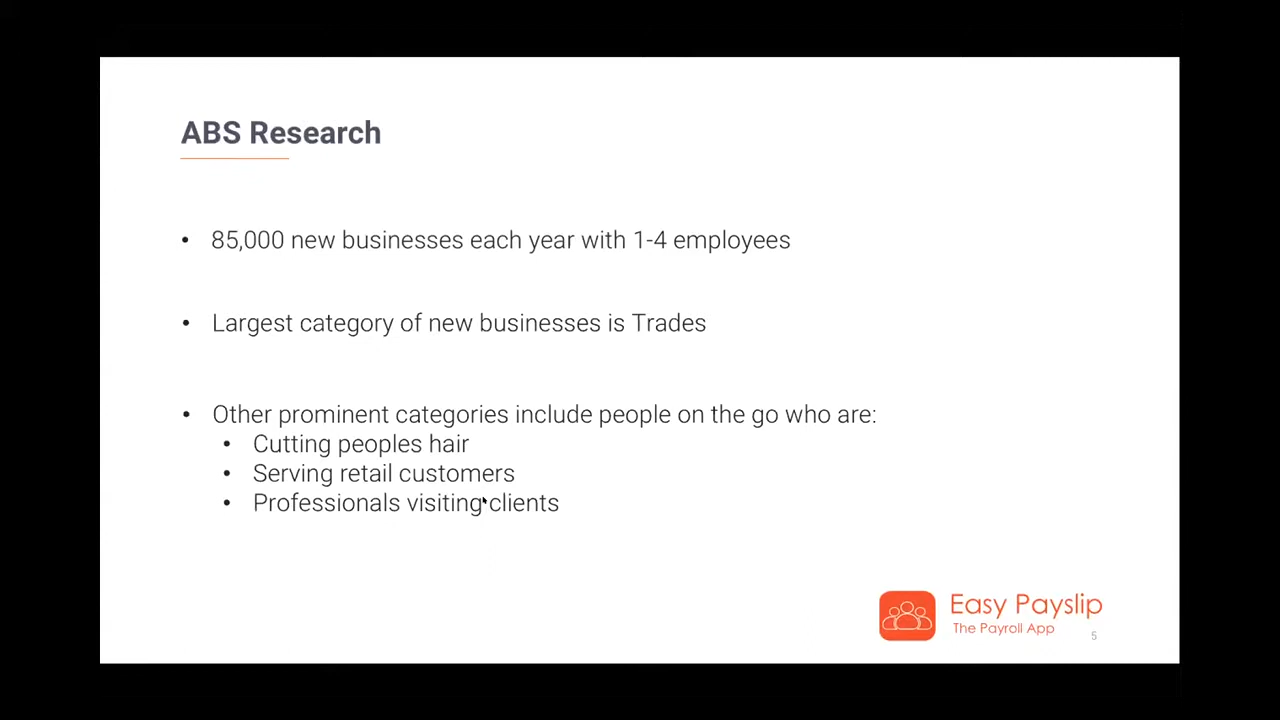 ABS Research
• 85,000 new businesses each year with 1-4 employees
• Largest category of new businesses is Trades
• Other prominent categories include people on the go who are:
• Cutting peoples hair
• Serving retail customers
• Professionals visiting clients
Easy Payslip
The Payroll App
5